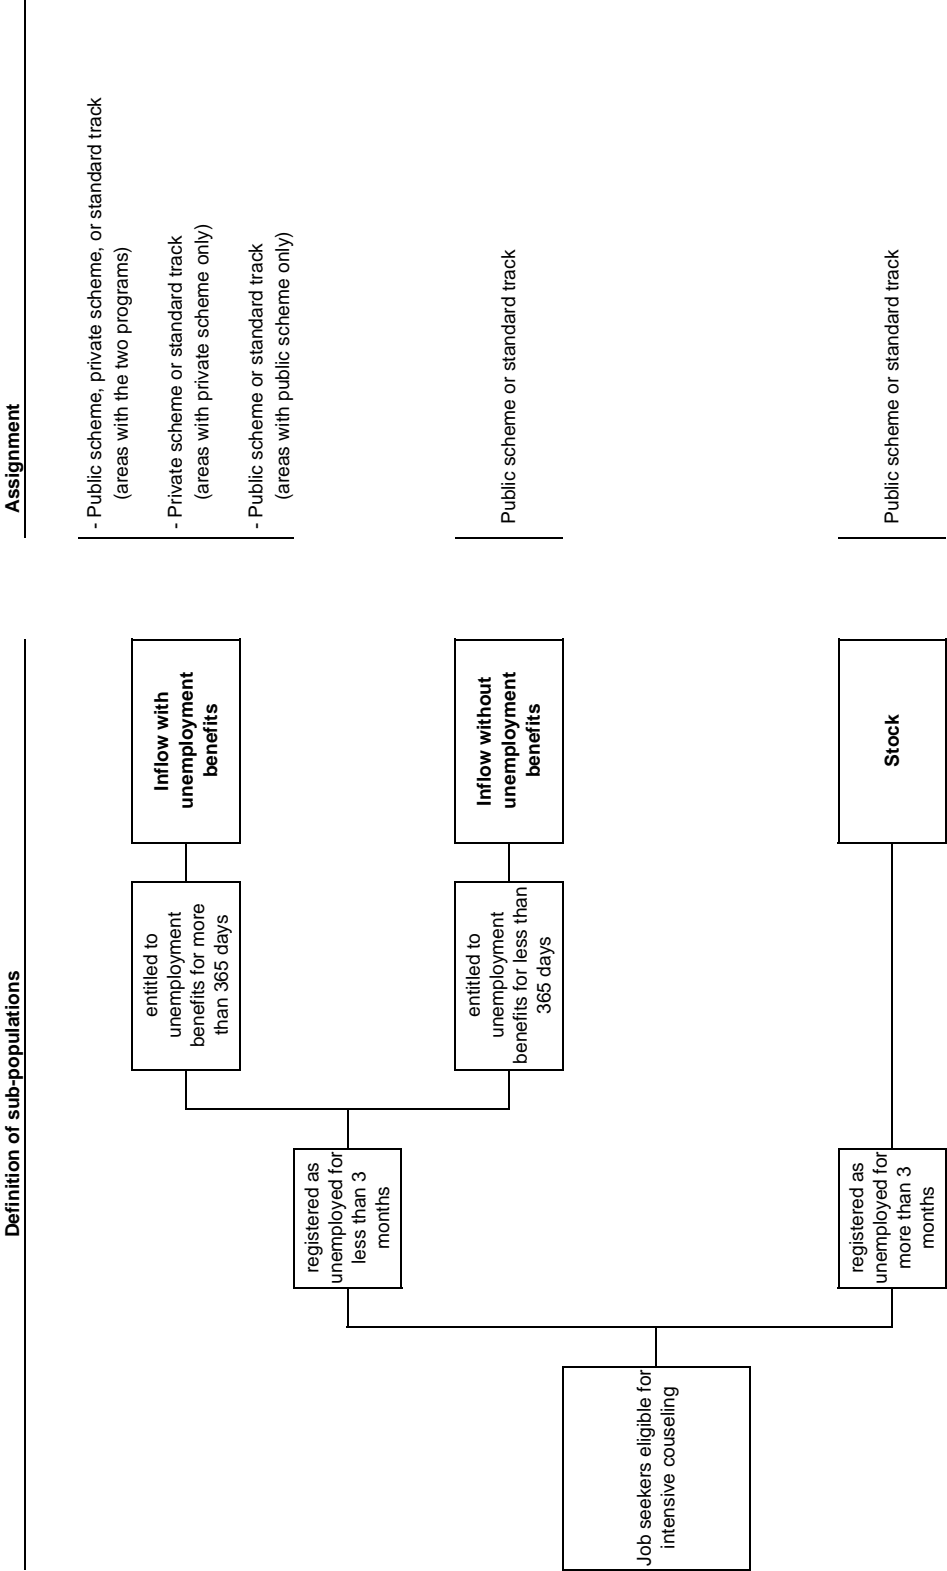 Definition of sub-populations
Assignment
Job seekers eligible for
intensive couseling
registered as
unemployed for
less than 3
months
entitled to
unemployment
benefits for more
than 365 days
Inflow with
unemployment
benefits
- Public scheme, private scheme, or standard track
(areas with the two programs)
- Private scheme or standard track
(areas with private scheme only)
- Public scheme or standard track
(areas with public scheme only)
entitled to
unemployment
benefits for less than
365 days
Inflow without
unemployment
benefits
Public scheme or standard track
registered as
unemployed for
more than 3
months
Stock
Public scheme or standard track